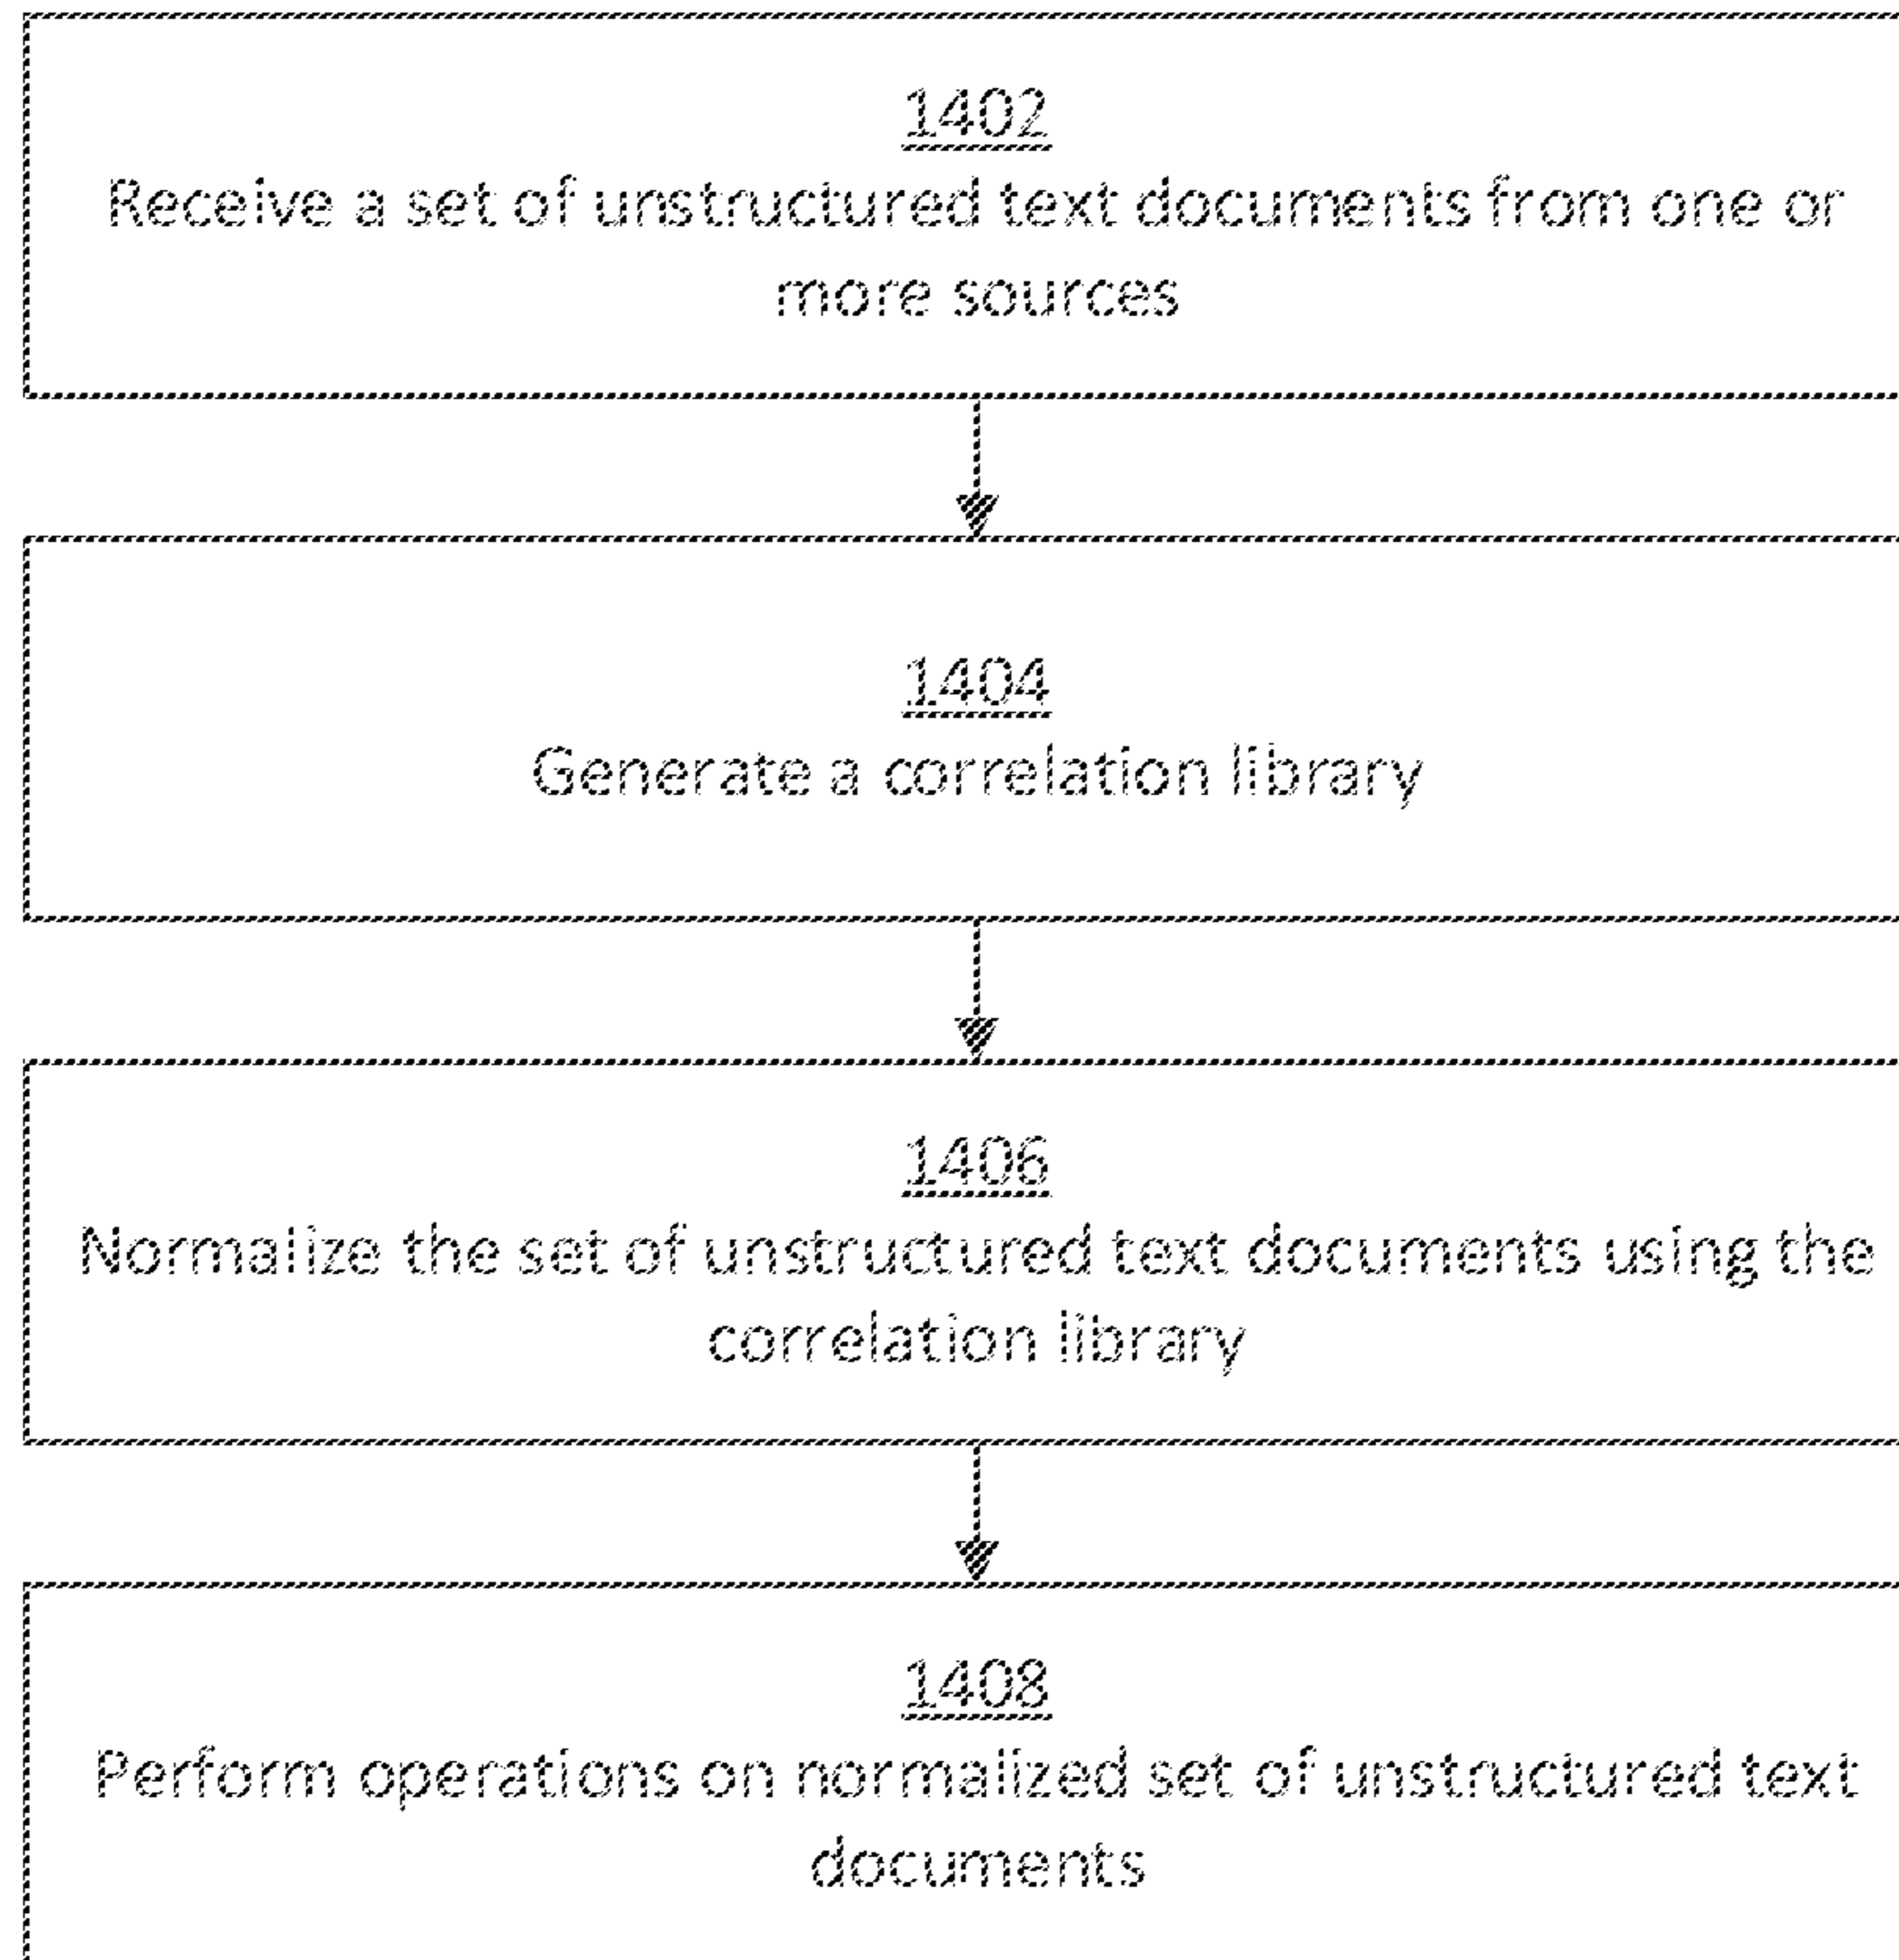 1402
Receive a set of unstructured text documents from one or
more sources
1404
Generate a correlation library
1406
Normalize the set of unstructured text documents using the
correlation library
1408
Perform operations on normalized set of unstructured text
documents